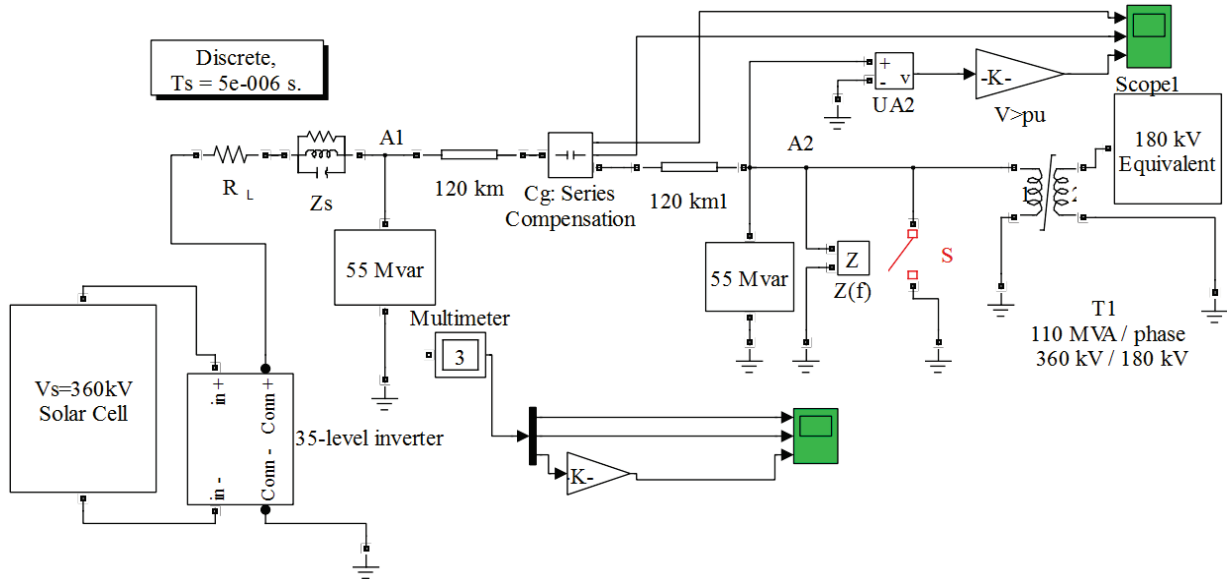 Discrete,
Ts = 5e-006 s.
+
-
v
UA2
-K-
V>pu
Scope1
180 kV
Equivalent
R L
Zs
A1
120 km
Cg: Series
Compensation
120 km1
A2
1
2
55 Mvar
55 Mvar
Z
Z(f)
S
T1
110 MVA / phase
360 kV / 180 kV
Multimeter
3
Vs=360kV
Solar Cell
in +
Conn +
in -
Conn -
35-level inverter
-K-